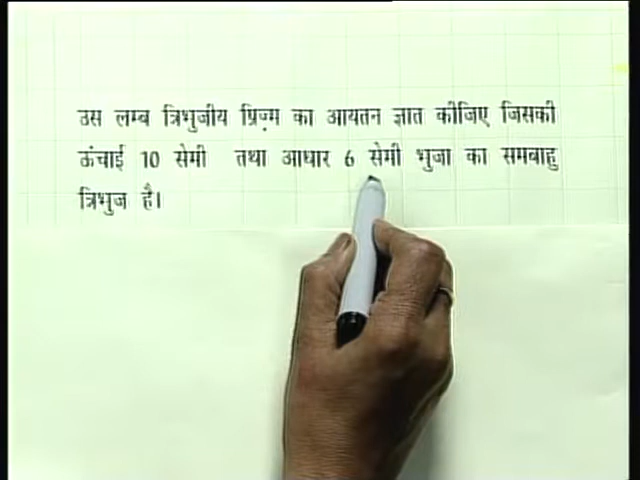 उस लम्ब त्रिभुजीय प्रिज़्म का आयतन ज्ञात कीजिए जिसकी
ऊंचाई 10 सेमी तथा आधार 6 सेमी भुजा का समबाहु
त्रिभुज है।